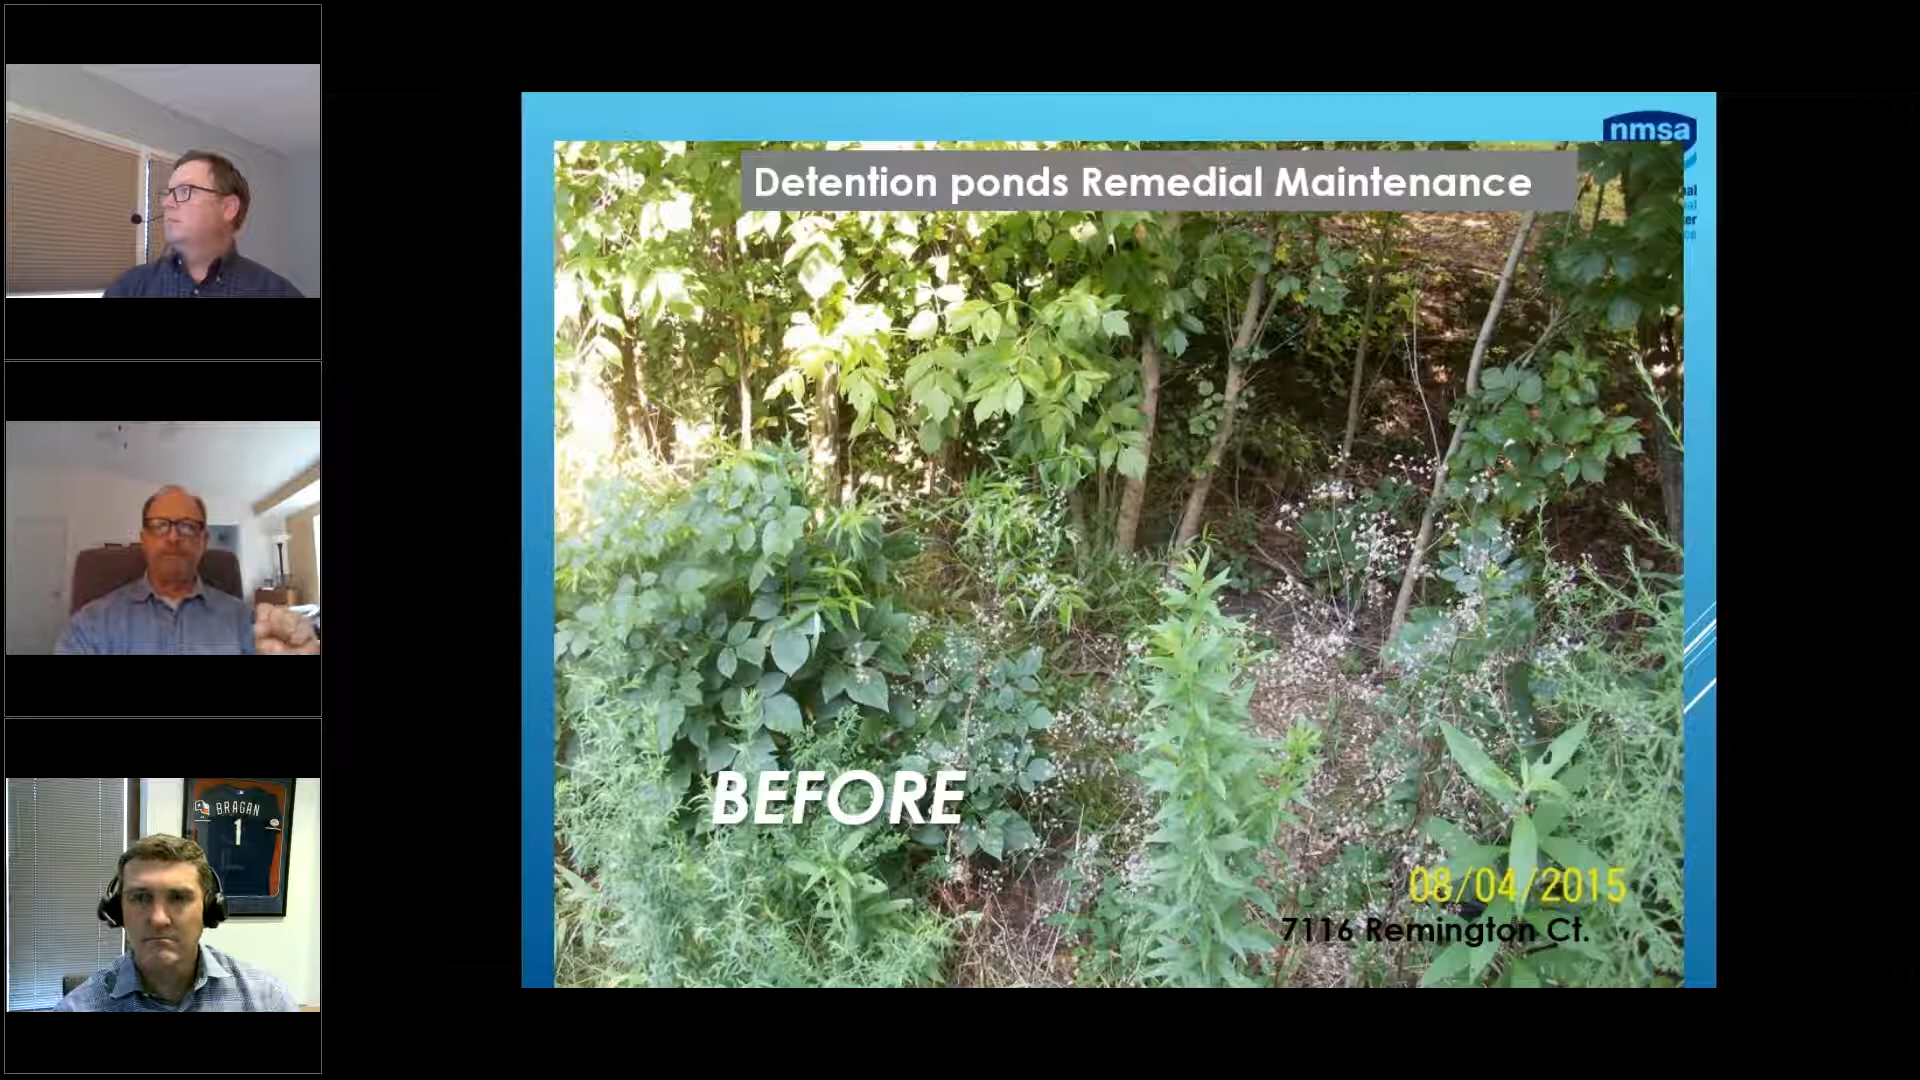 nmsa
Detention ponds Remedial Maintenance
BEFORE
08/04/2015
7116 Remington Ct.
BRAGAN
1